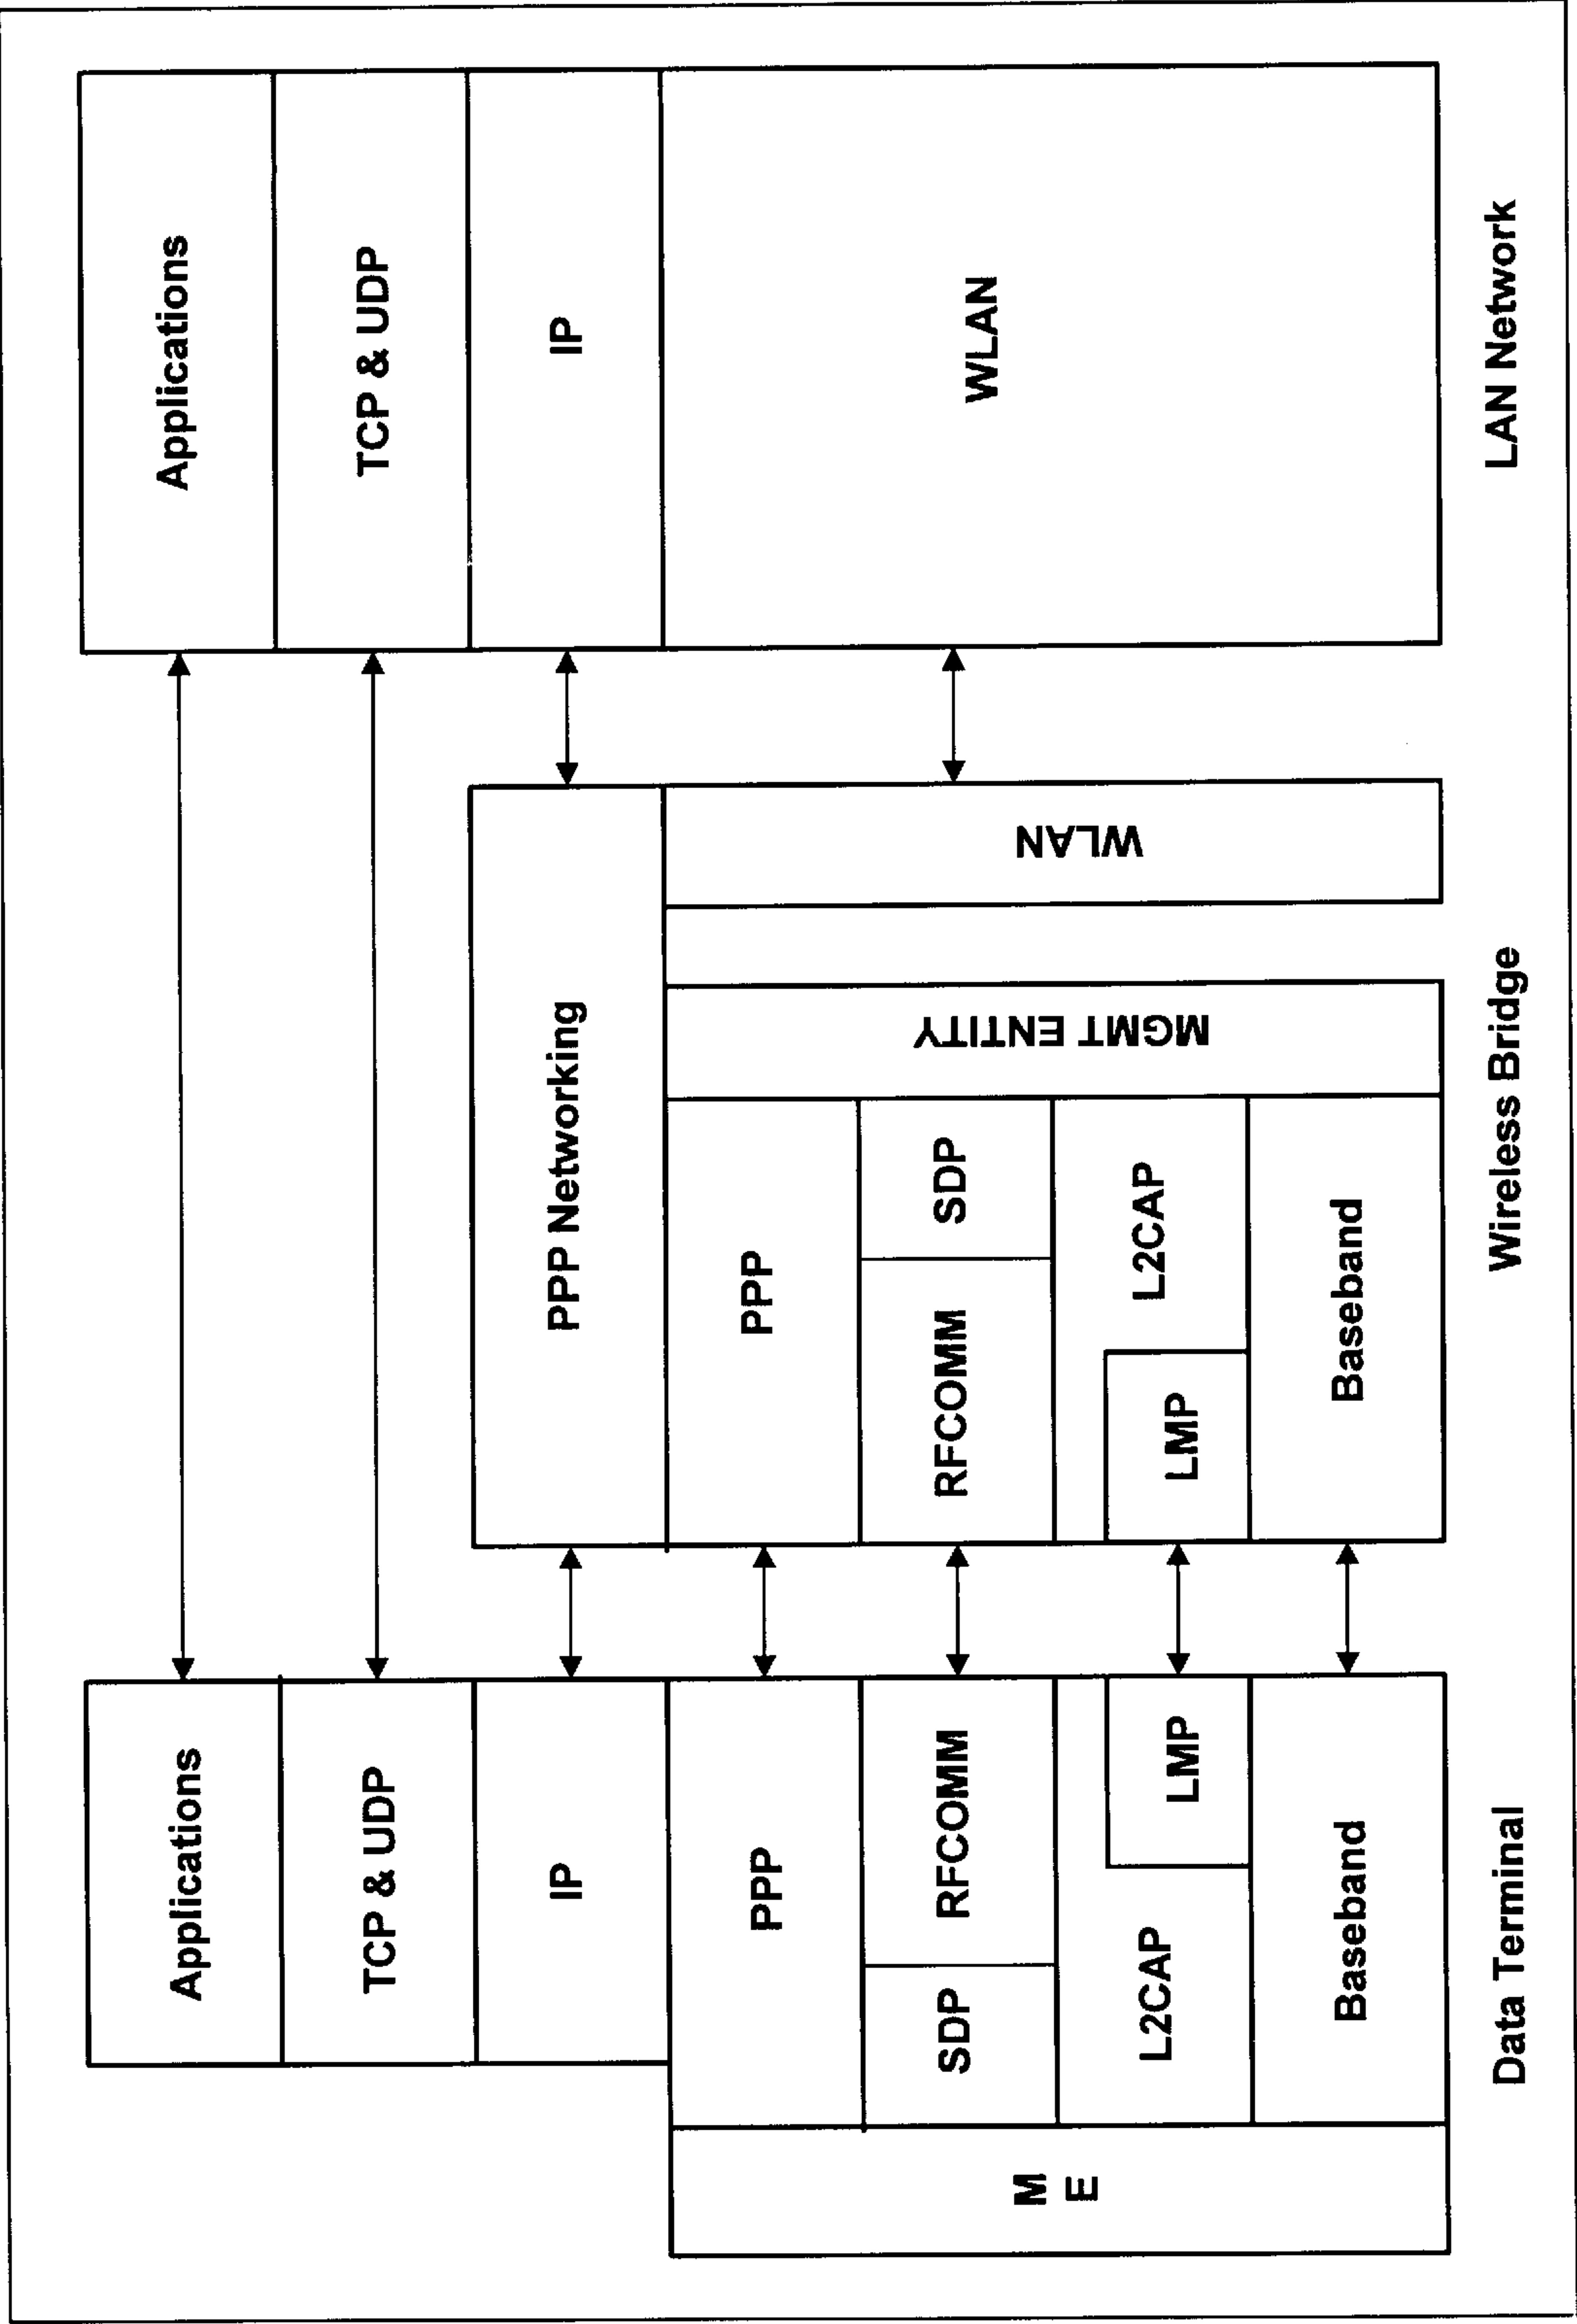 Applications
TCP & UDP
IP
PPP
SDP
RFCOMM
L2CAP
LMP
Baseband
M
E
Data Terminal
PPP Networking
PPP
RFCOMM
SDP
LMP
L2CAP
Baseband
MGMT ENTITY
WLAN
Wireless Bridge
Applications
TCP & UDP
IP
WLAN
LAN Network